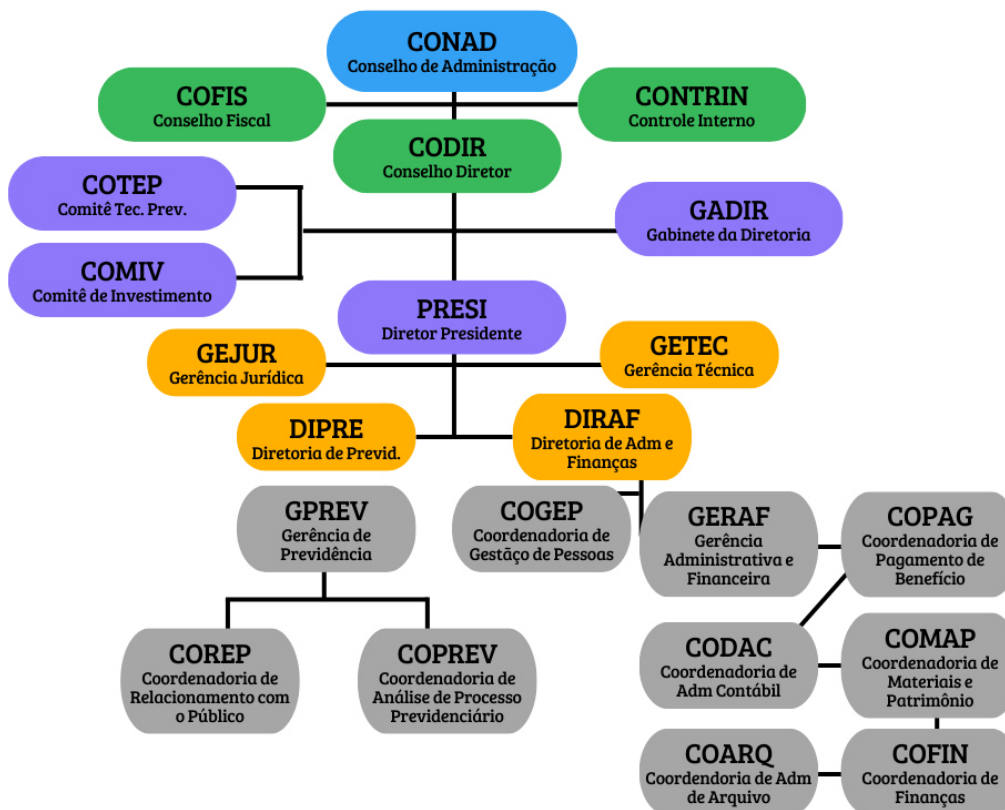 CONAD
Conselho de Administração
COFIS
Conselho Fiscal
CONTRIN
Controle Interno
CODIR
Conselho Diretor
COTEP
Comitê Tec. Prev.
GADIR
Gabinete da Diretoria
COMIV
Comitê de Investimento
PRESI
Diretor Presidente
GEJUR
Gerência Jurídica
GETEC
Gerência Técnica
DIPRE
Diretoria de Previd.
DIRAF
Diretoria de Adm e
Finanças
GPREV
Gerência de
Previdência
COGEP
Coordenadoria de
Gestãço de Pessoas
GERAF
Gerência
Administrativa e
Financeira
COPAG
Coordenadoria de
Pagamento de
Benefício
COREP
Coordenadoria de
Relacionamento com
o Público
COPREV
Coordenadoria de
Análise de Processo
Previdenciário
CODAC
Coordenadoria de
Adm Contábil
COMAP
Coordenadoria de
Materiais e
Patrimônio
COARQ
Coordendoria de Adm
de Arquivo
COFIN
Coordenadoria de
Finanças